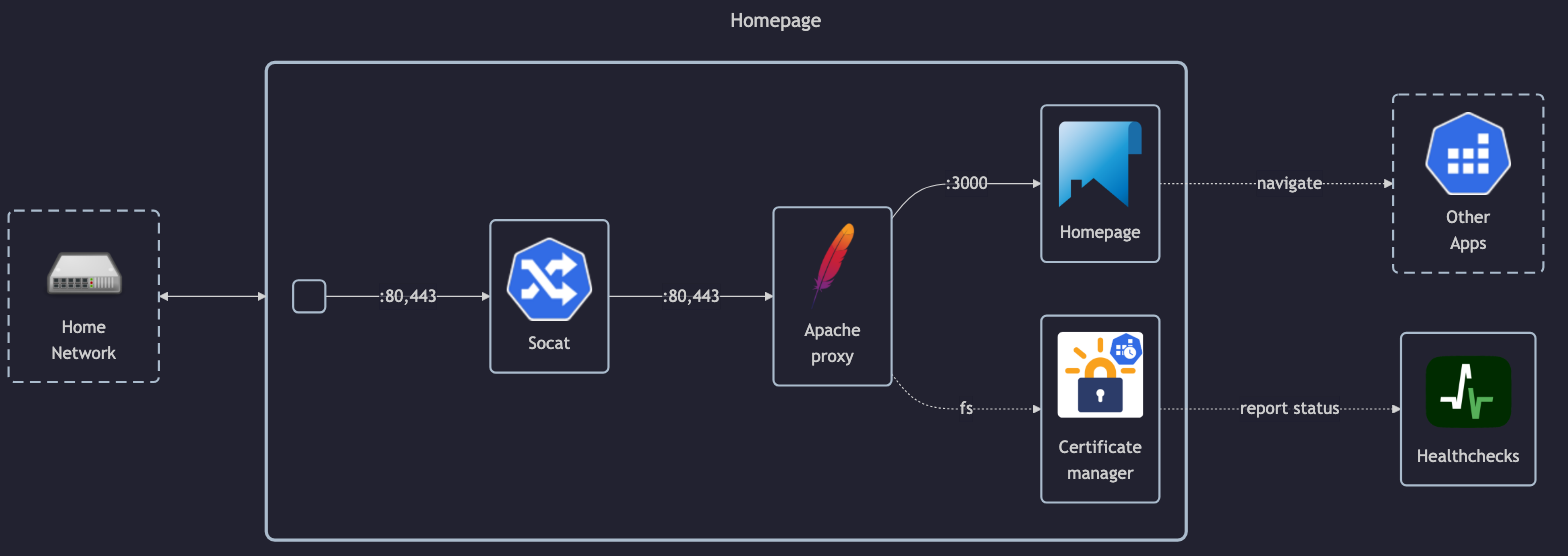 Homepage
Home
Network
:80,443
Socat
:80,443
Apache
proxy
:3000
Homepage
navigate
Other
Apps
fs
Certificate
manager
report status
Healthchecks